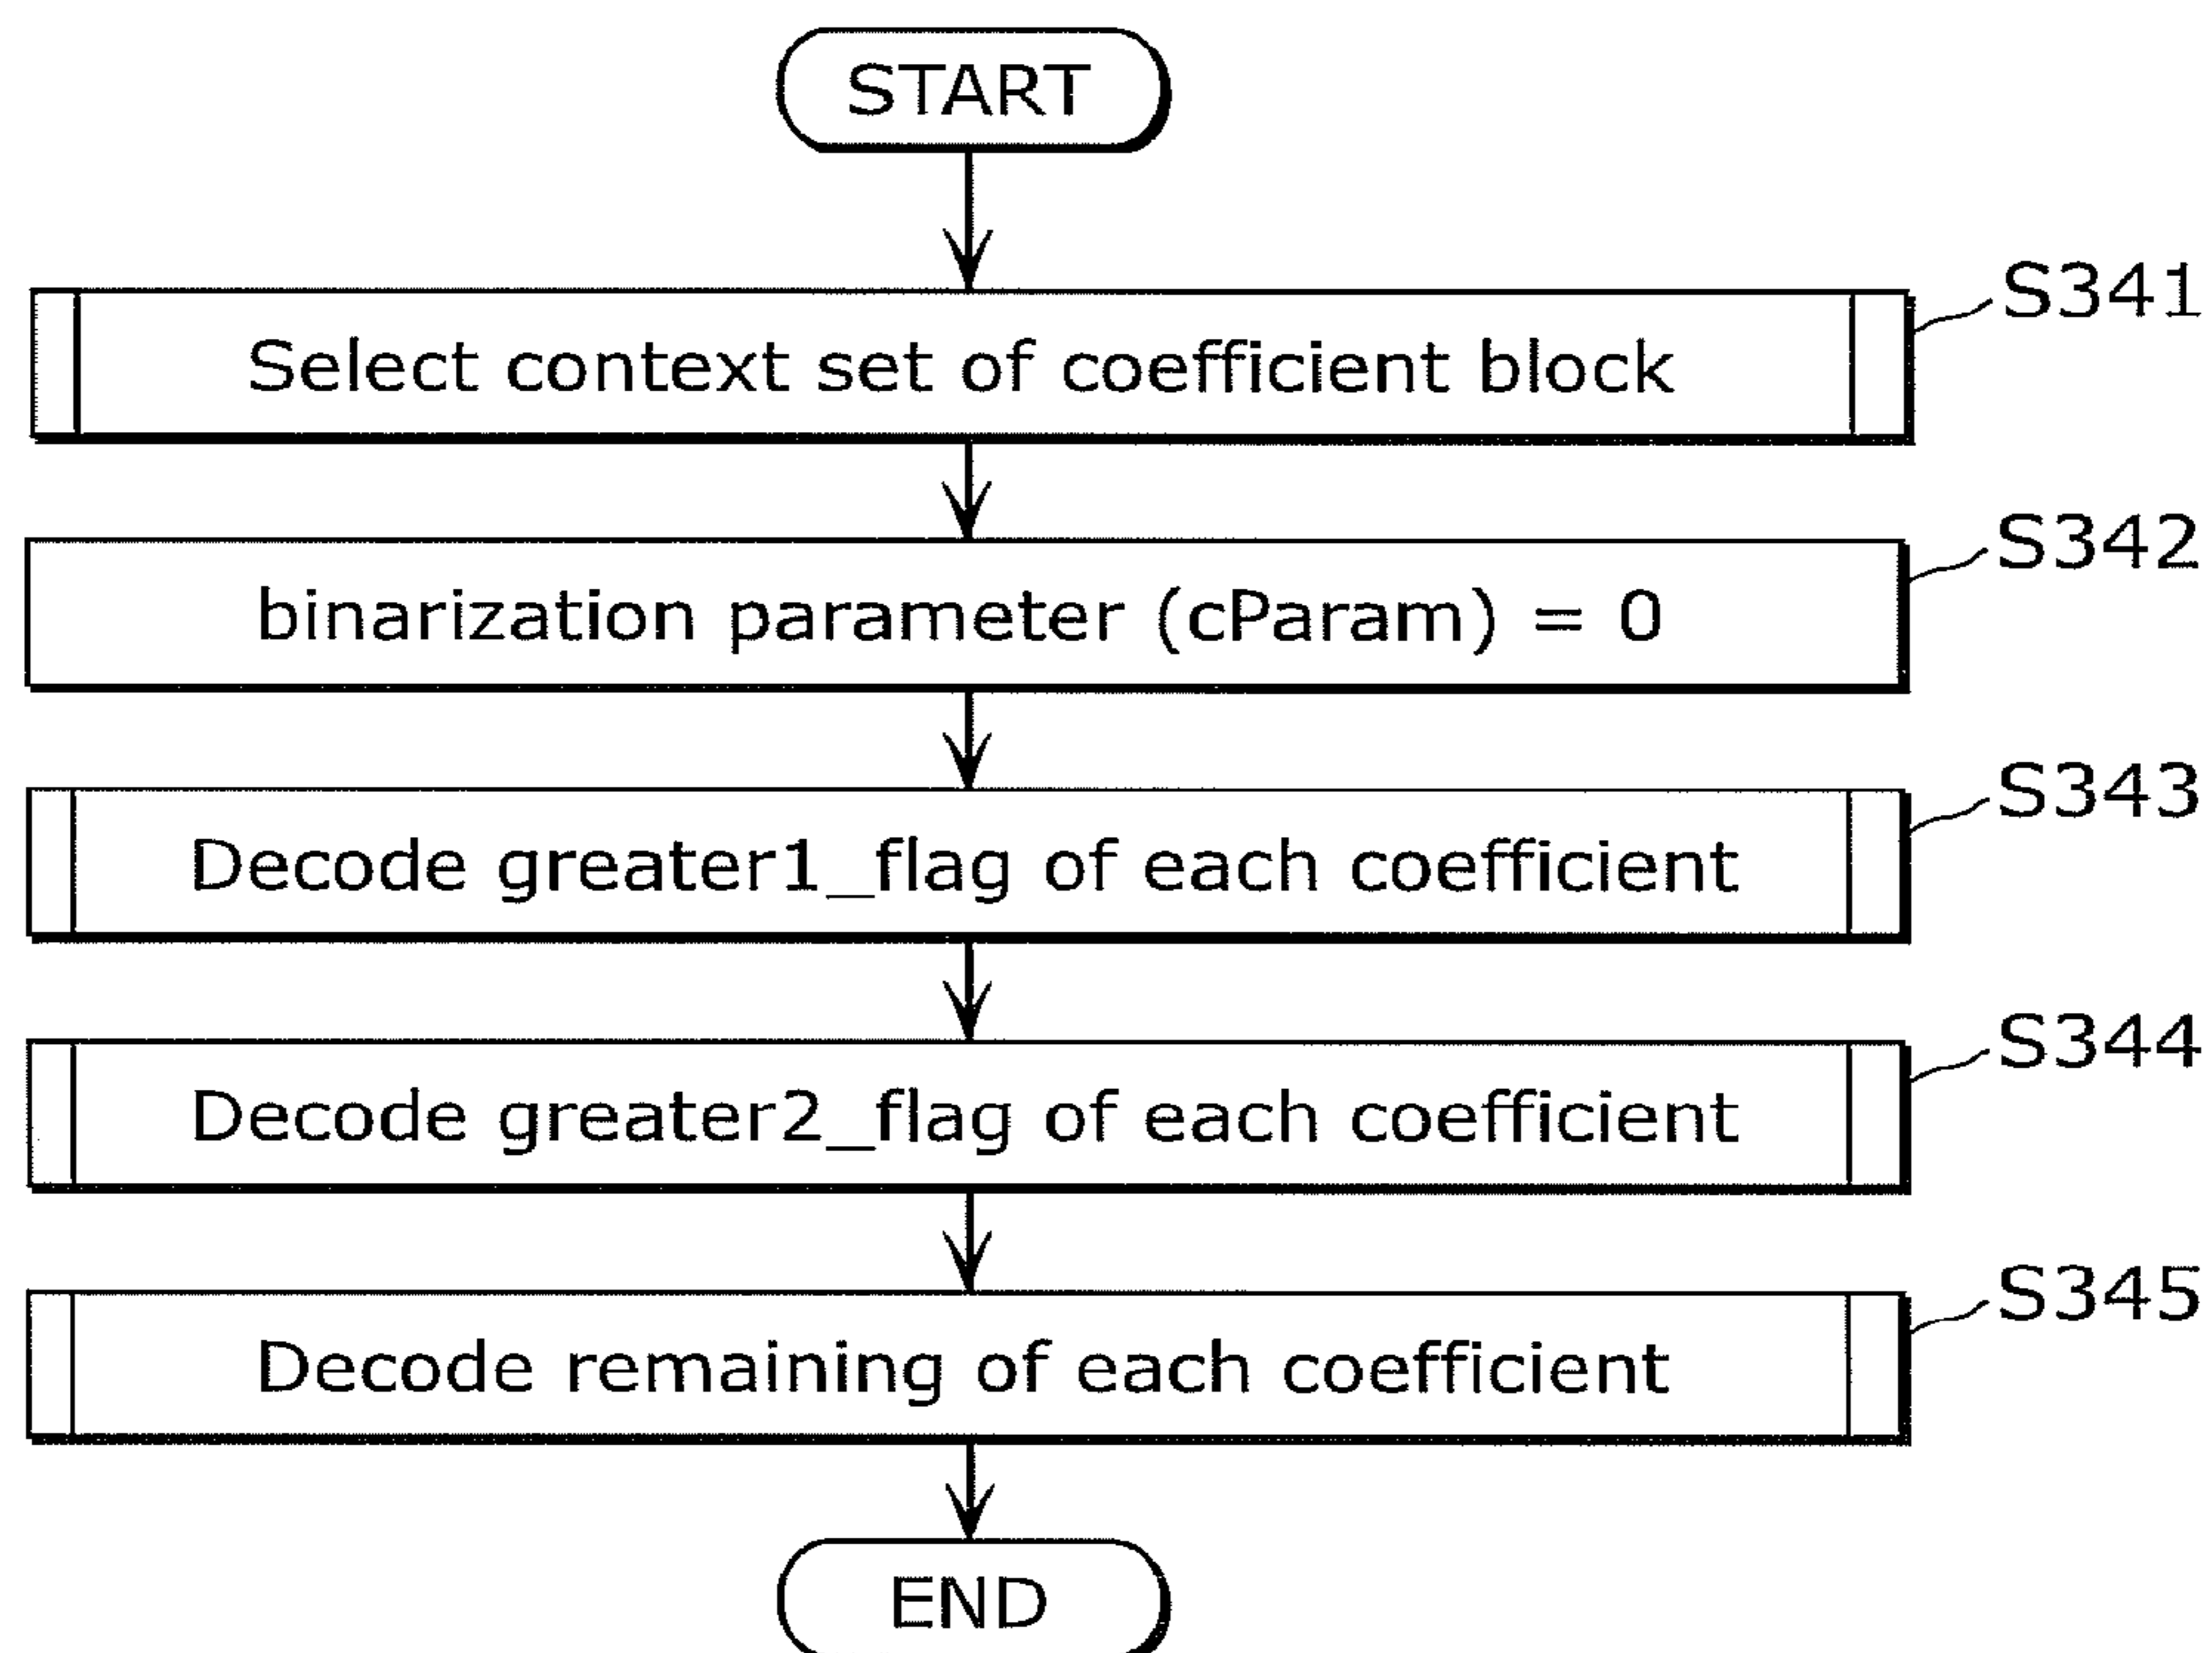 START
S341
Select context set of coefficient block
S342
binarization parameter (cParam) = 0
S343
Decode greater1_flag of each coefficient
S344
Decode greater2_flag of each coefficient
S345
Decode remaining of each coefficient
END